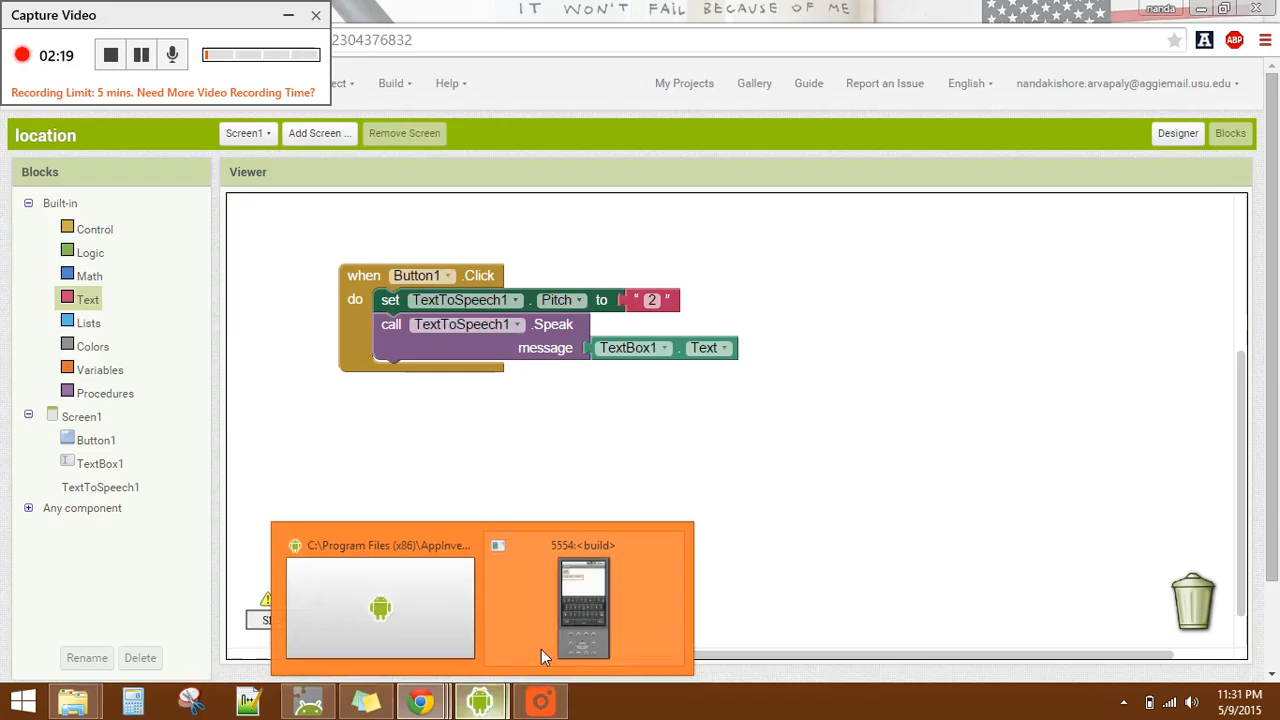 Capture Video
IT WON'T FAIL BECAUSE OF ME
nanda
02:19
2304376832
ABP
Recording Limit: 5 mins. Need More Video Recording Time?
ect
Build
Help
My Projects
Gallery
Guide
Report an Issue
English
nandakishore.arvapaly@aggiemail.usu.edu
location
Screen1
Add Screen ...
Remove Screen
Designer
Blocks
Blocks
Viewer
Built-in
Control
Logic
Math
Text
Lists
Colors
Variables
Procedures
Screen1
Button1
TextBox1
TextToSpeech1
Any component
Rename
Delete
when Button1 .Click
do set TextToSpeech1 . Pitch to " 2 "
call TextToSpeech1 .Speak
message TextBox1 . Text
C:\Program Files (x86)\AppInve...
5554:<build>
11:31 PM
5/9/2015